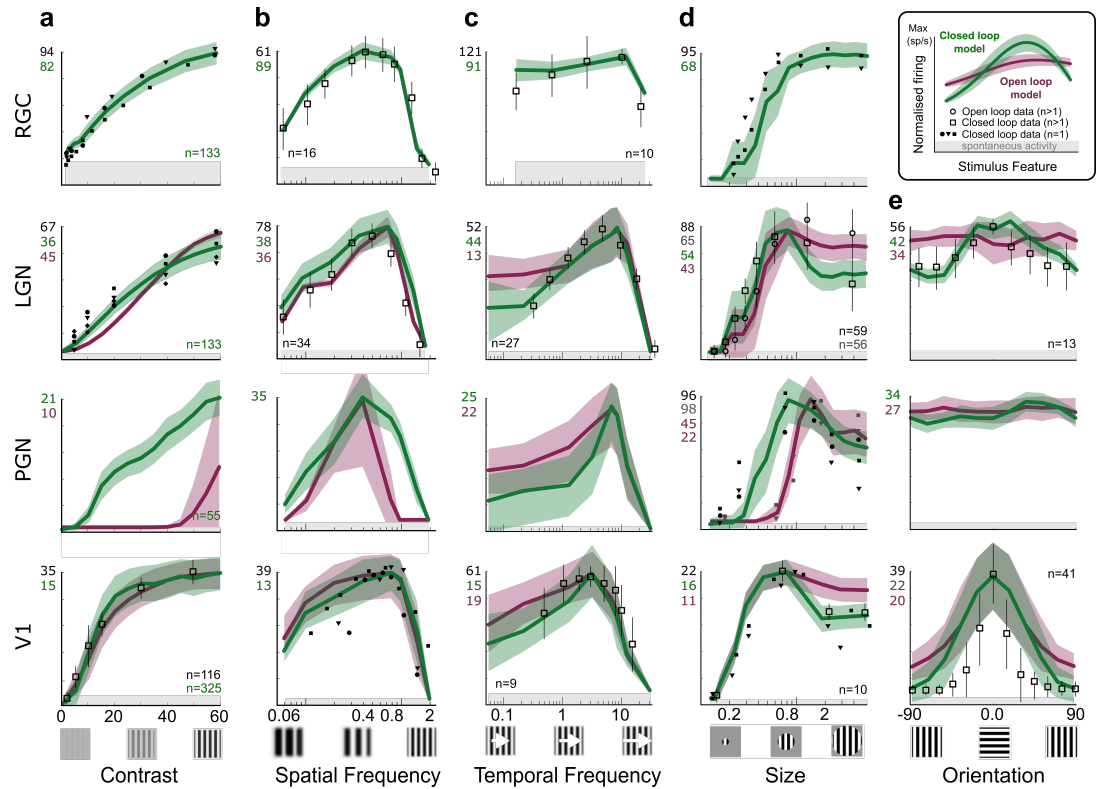 a
b
c
d
RGC
94
82
n=133
61
89
n=16
121
91
n=10
95
68
Max
(sp/s)
Closed loop
model
Open loop
model
Open loop data (n>1)
Closed loop data (n>1)
Closed loop data (n=1)
spontaneous activity
Normalised firing
Stimulus Feature
e
LGN
67
36
45
n=133
78
38
36
n=34
52
44
13
n=27
88
65
54
43
n=59
n=56
56
42
34
n=13
PGN
21
10
n=55
35
25
22
96
98
45
22
34
27
V1
35
15
n=116
n=325
39
13
61
15
19
n=9
22
16
11
n=10
39
22
20
n=41
0 20 40 60
0.06 0.4 0.8 2
0.1 1 10
0.2 0.8 2
-90 0.0 90
Contrast
Spatial Frequency
Temporal Frequency
Size
Orientation